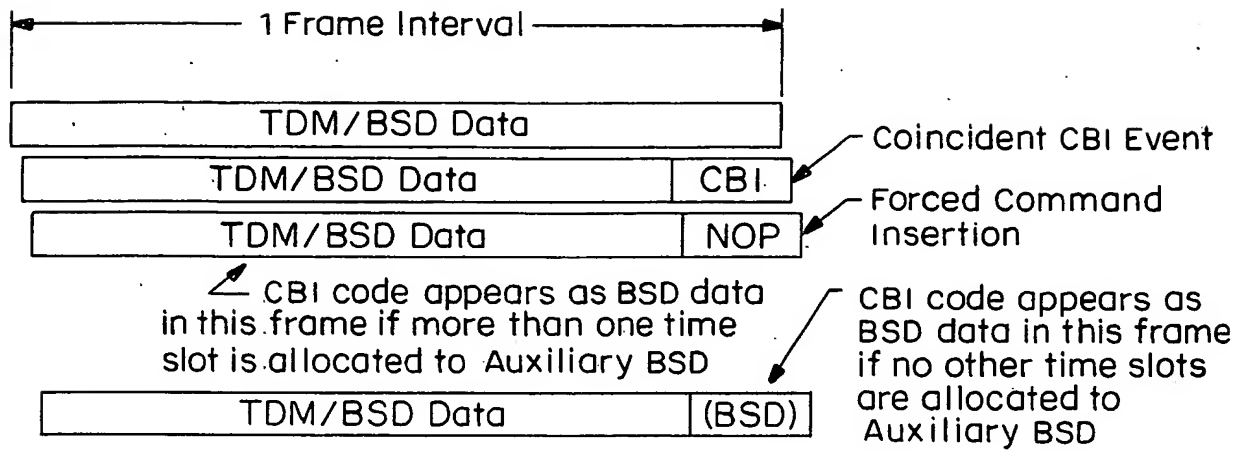 1 Frame Interval
TDM/BSD Data
Coincident CBI Event
TDM/BSD Data CBI
Forced Command
Insertion
TDM/BSD Data NOP
CBI code appears as BSD data
in this frame if more than one time
slot is allocated to Auxiliary BSD
CBI code appears as
BSD data in this frame
if no other time slots
are allocated to
Auxiliary BSD
TDM/BSD Data (BSD)